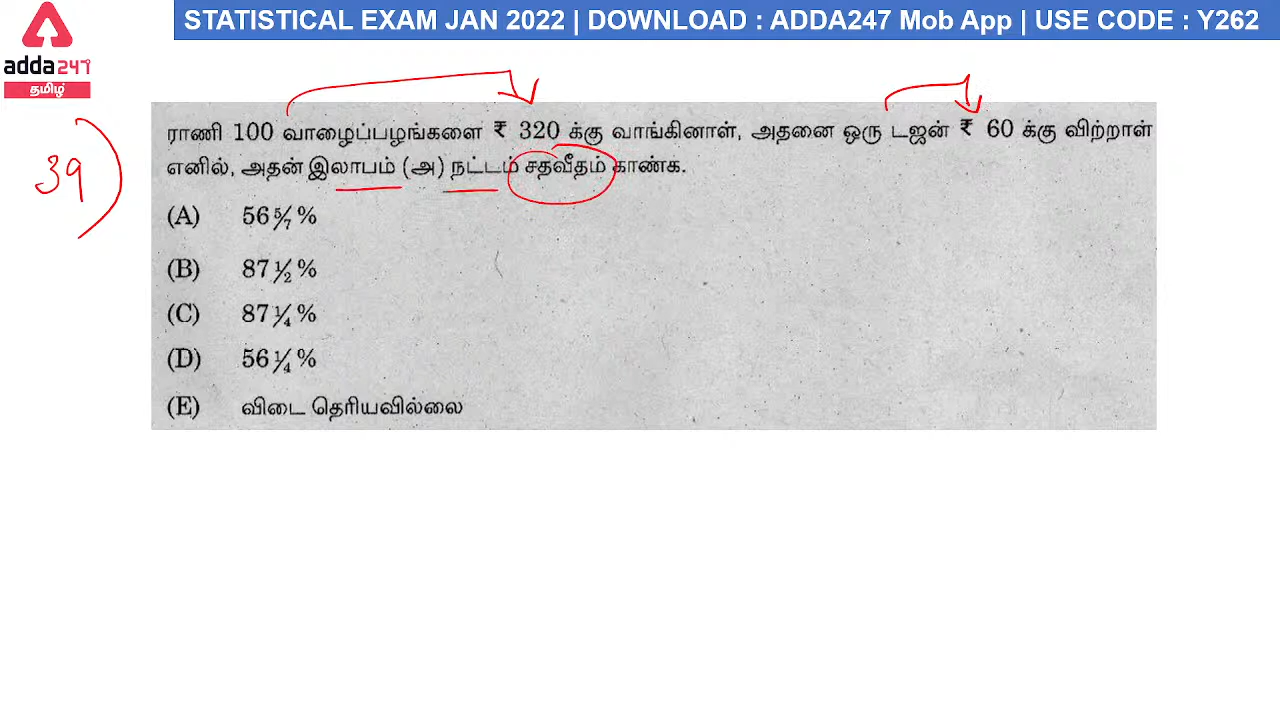 STATISTICAL EXAM JAN 2022 | DOWNLOAD : ADDA247 Mob App | USE CODE : Y262
adda247
தமிழ்
39)
ராணி 100 வாழைப்பழங்களை ₹ 320 க்கு வாங்கினாள், அதனை ஒரு டஜன் ₹ 60 க்கு விற்றாள்
எனில், அதன் இலாபம் (அ) நட்டம் சதவீதம் காண்க.
(A) 56 5/7 %
(B) 87 1/2 %
(C) 87 1/4 %
(D) 56 1/4 %
(E) விடை தெரியவில்லை